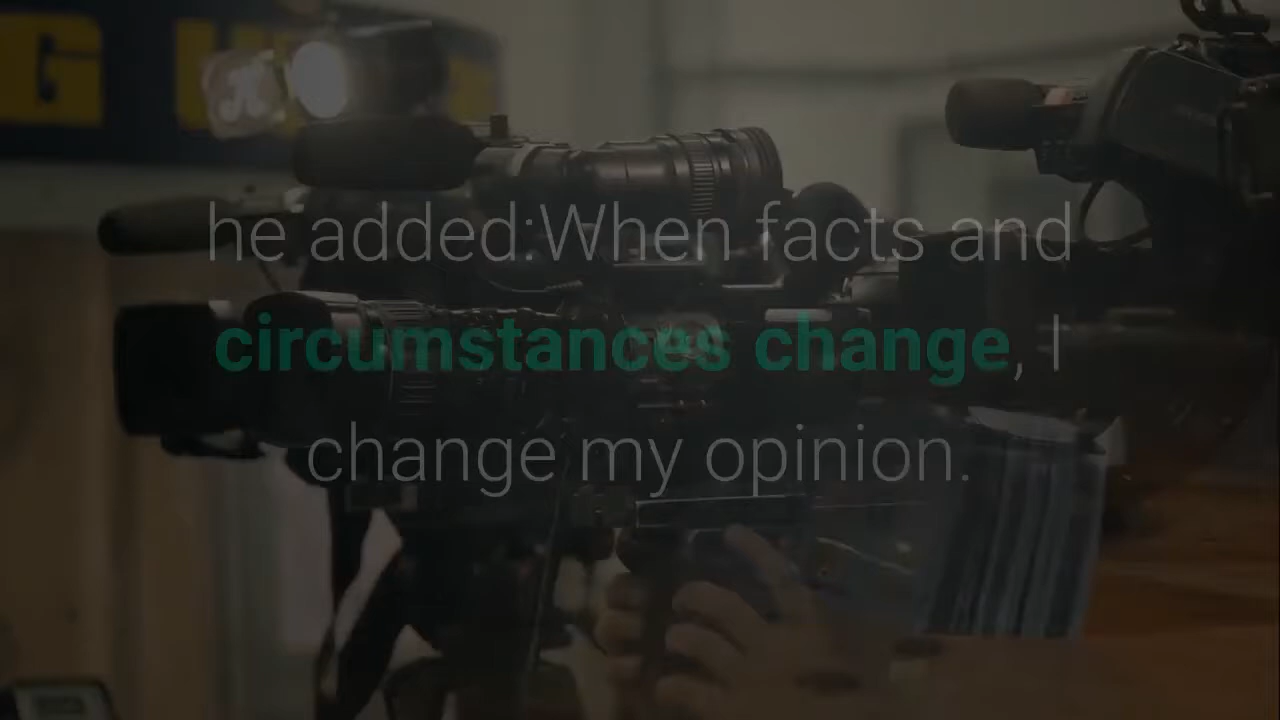 he added:When facts and
circumstances change, I
change my opinion.